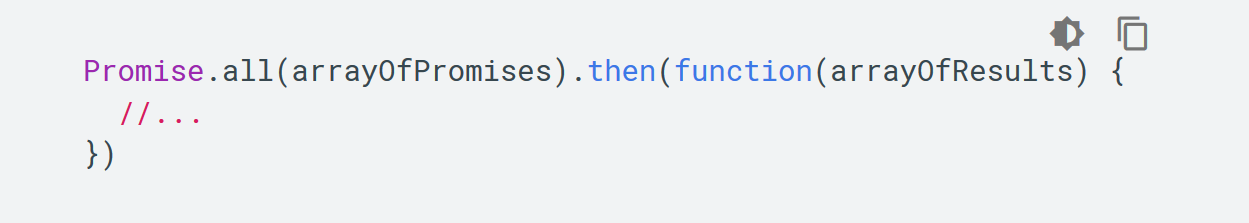 Promise.all(arrayOfPromises).then(function(arrayOfResults) {
  //...
})